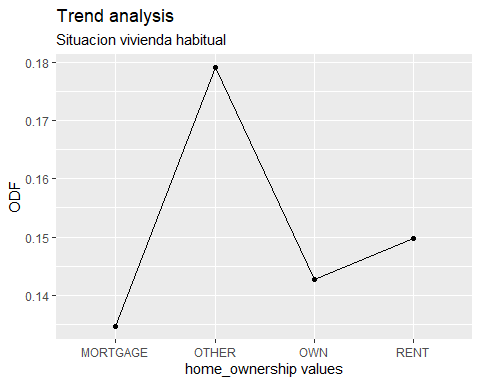 Trend analysis
Situacion vivienda habitual
0.18
0.17
0.16
0.15
0.14
ODF
MORTGAGE OTHER OWN RENT
home_ownership values